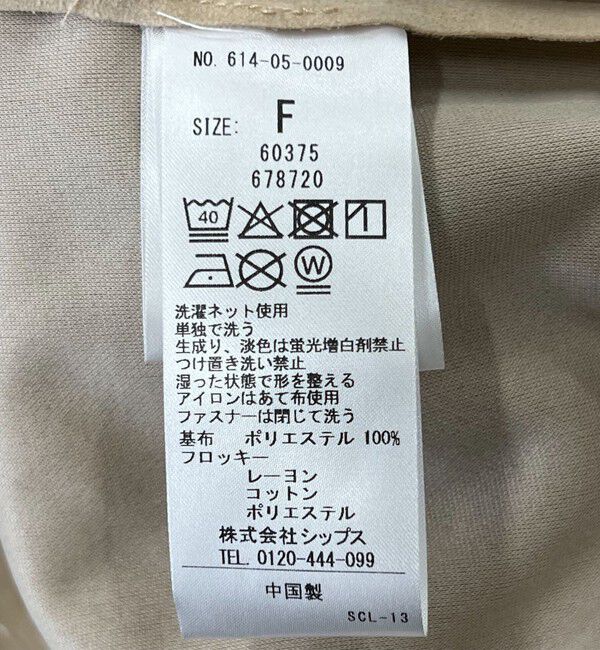 NO. 614-05-0009
SIZE: F
60375
678720
40
W
洗濯ネット使用
単独で洗う
生成り、淡色は蛍光増白剤禁止
つけ置き洗い禁止
湿った状態で形を整える
アイロンはあて布使用
ファスナーは閉じて洗う
基布 ポリエステル 100%
フロッキー
レーヨン
コットン
ポリエステル
株式会社シップス
TEL. 0120-444-099
中国製
SCL-13